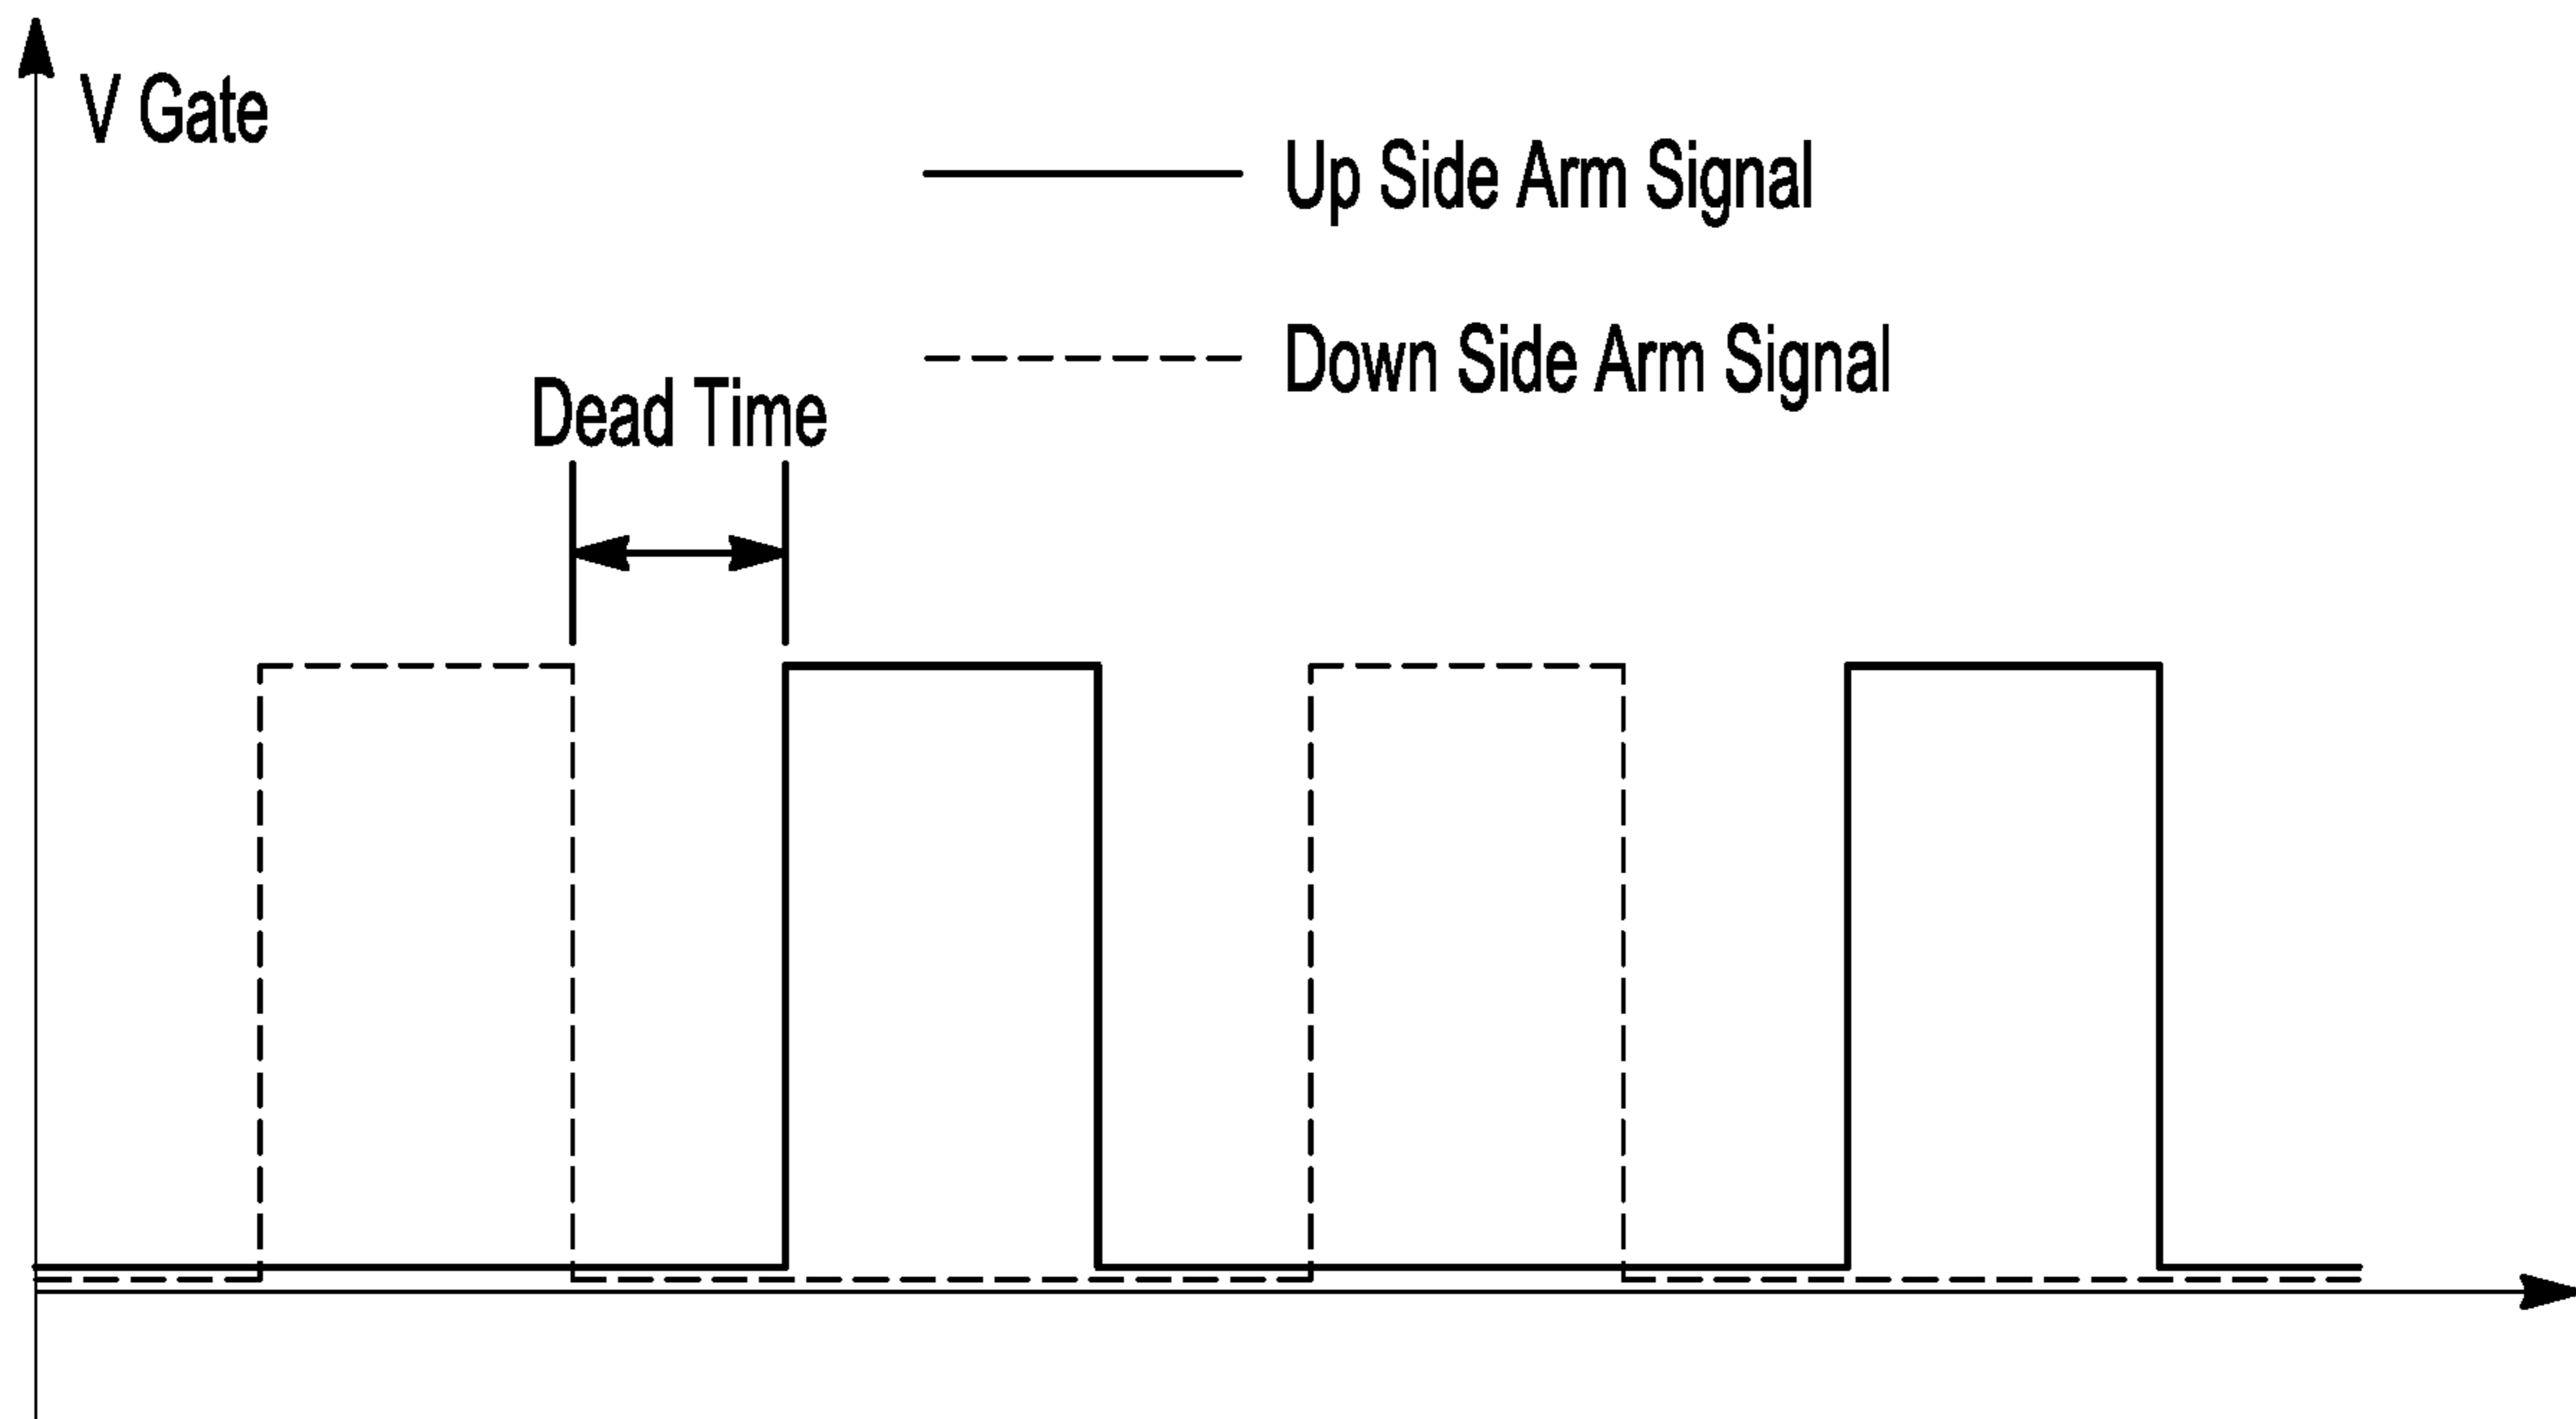 V Gate
Up Side Arm Signal
Down Side Arm Signal
Dead Time